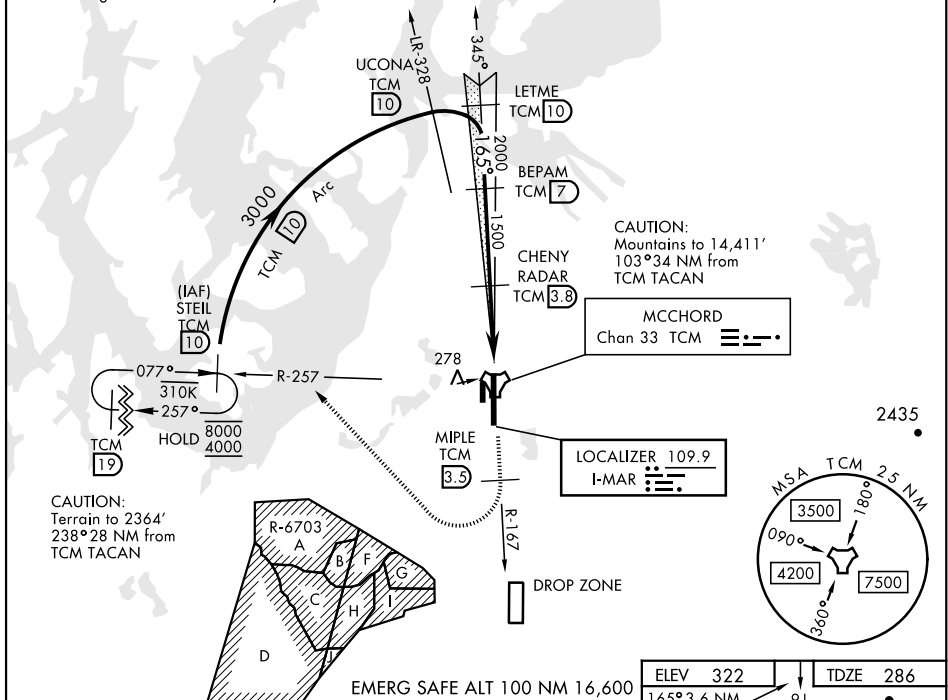 UCONA
TCM
10
LR-328
345°
LETME
TCM 10
2000
165°
BEPAM
TCM 7
1500
3000
TCM 10 Arc
CAUTION:
Mountains to 14,411'
103°34 NM from
TCM TACAN
CHENY
RADAR
TCM 3.8
(IAF)
STEIL
TCM
10
MCCHORD
Chan 33 TCM
077°
310K
257°
R-257
278
HOLD 8000
4000
TCM
19
MIPLE
TCM
3.5
LOCALIZER 109.9
I-MAR
2435
CAUTION:
Terrain to 2364'
238°28 NM from
TCM TACAN
R-167
MSA TCM 25 NM
3500
180°
090°
4200
7500
360°
R-6703
A
B
F
G
C
H
I
D
J
DROP ZONE
EMERG SAFE ALT 100 NM 16,600
ELEV 322
TDZE 286
165° 3.6 NM